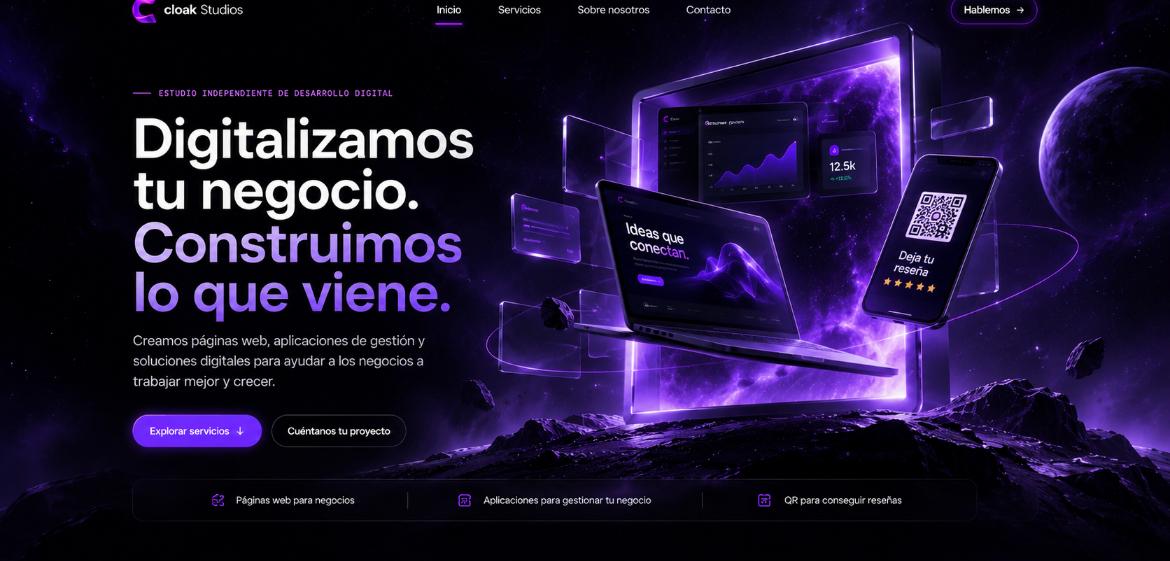 cloak Studios
Inicio Servicios Sobre nosotros Contacto
Hablemos →
ESTUDIO INDEPENDIENTE DE DESARROLLO DIGITAL
Digitalizamos
tu negocio.
Construimos
lo que viene.
Creamos páginas web, aplicaciones de gestión y
soluciones digitales para ayudar a los negocios a
trabajar mejor y crecer.
Explorar servicios ↓
Cuéntanos tu proyecto
12.5k
Ideas que
conectan.
Deja tu
reseña
Páginas web para negocios
Aplicaciones para gestionar tu negocio
QR para conseguir reseñas